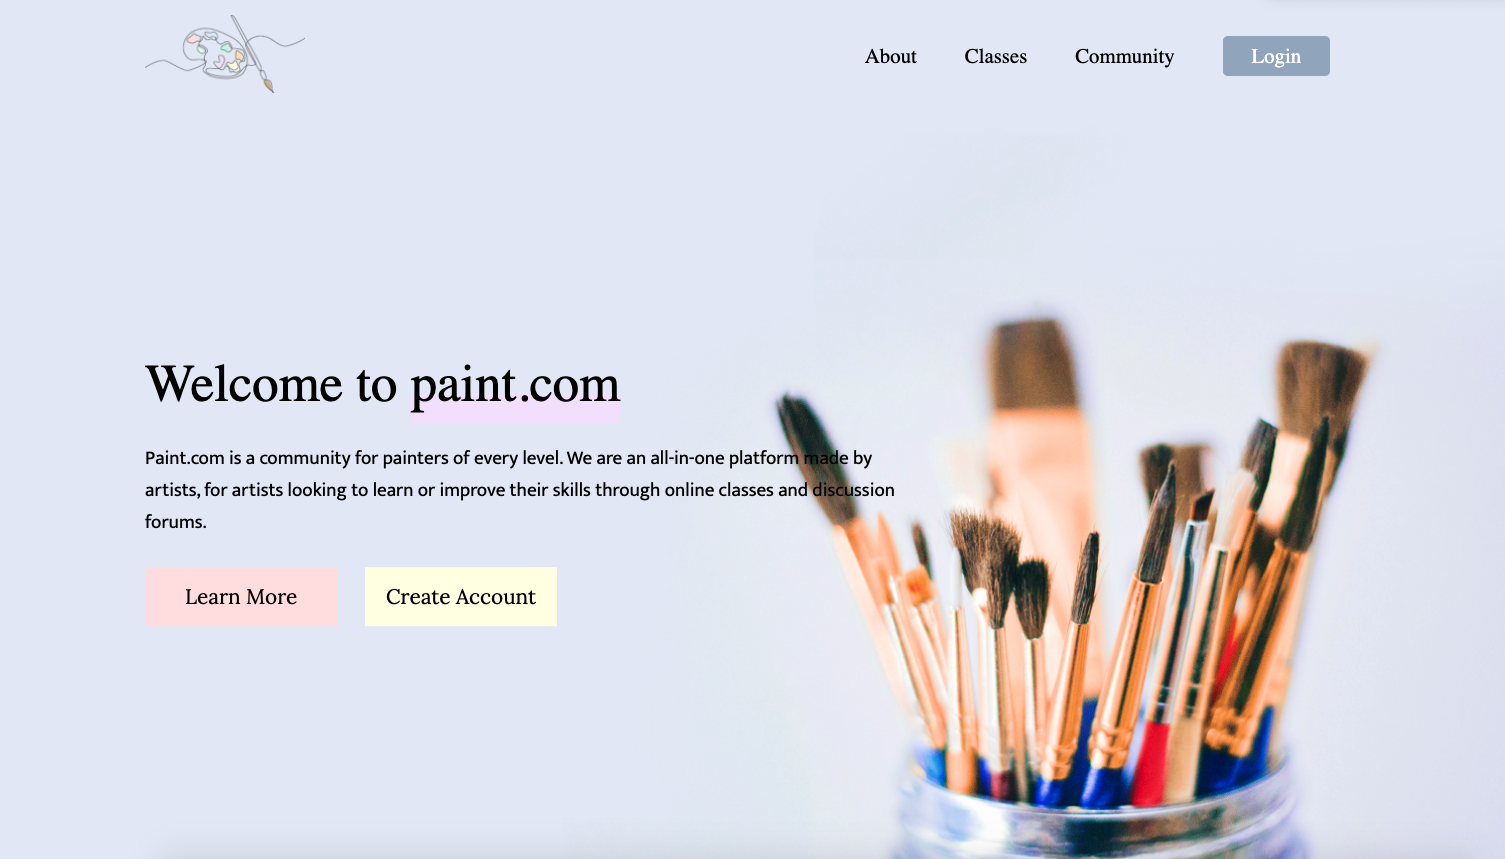 About Classes Community Login
Welcome to paint.com
Paint.com is a community for painters of every level. We are an all-in-one platform made by
artists, for artists looking to learn or improve their skills through online classes and discussion
forums.
Learn More Create Account